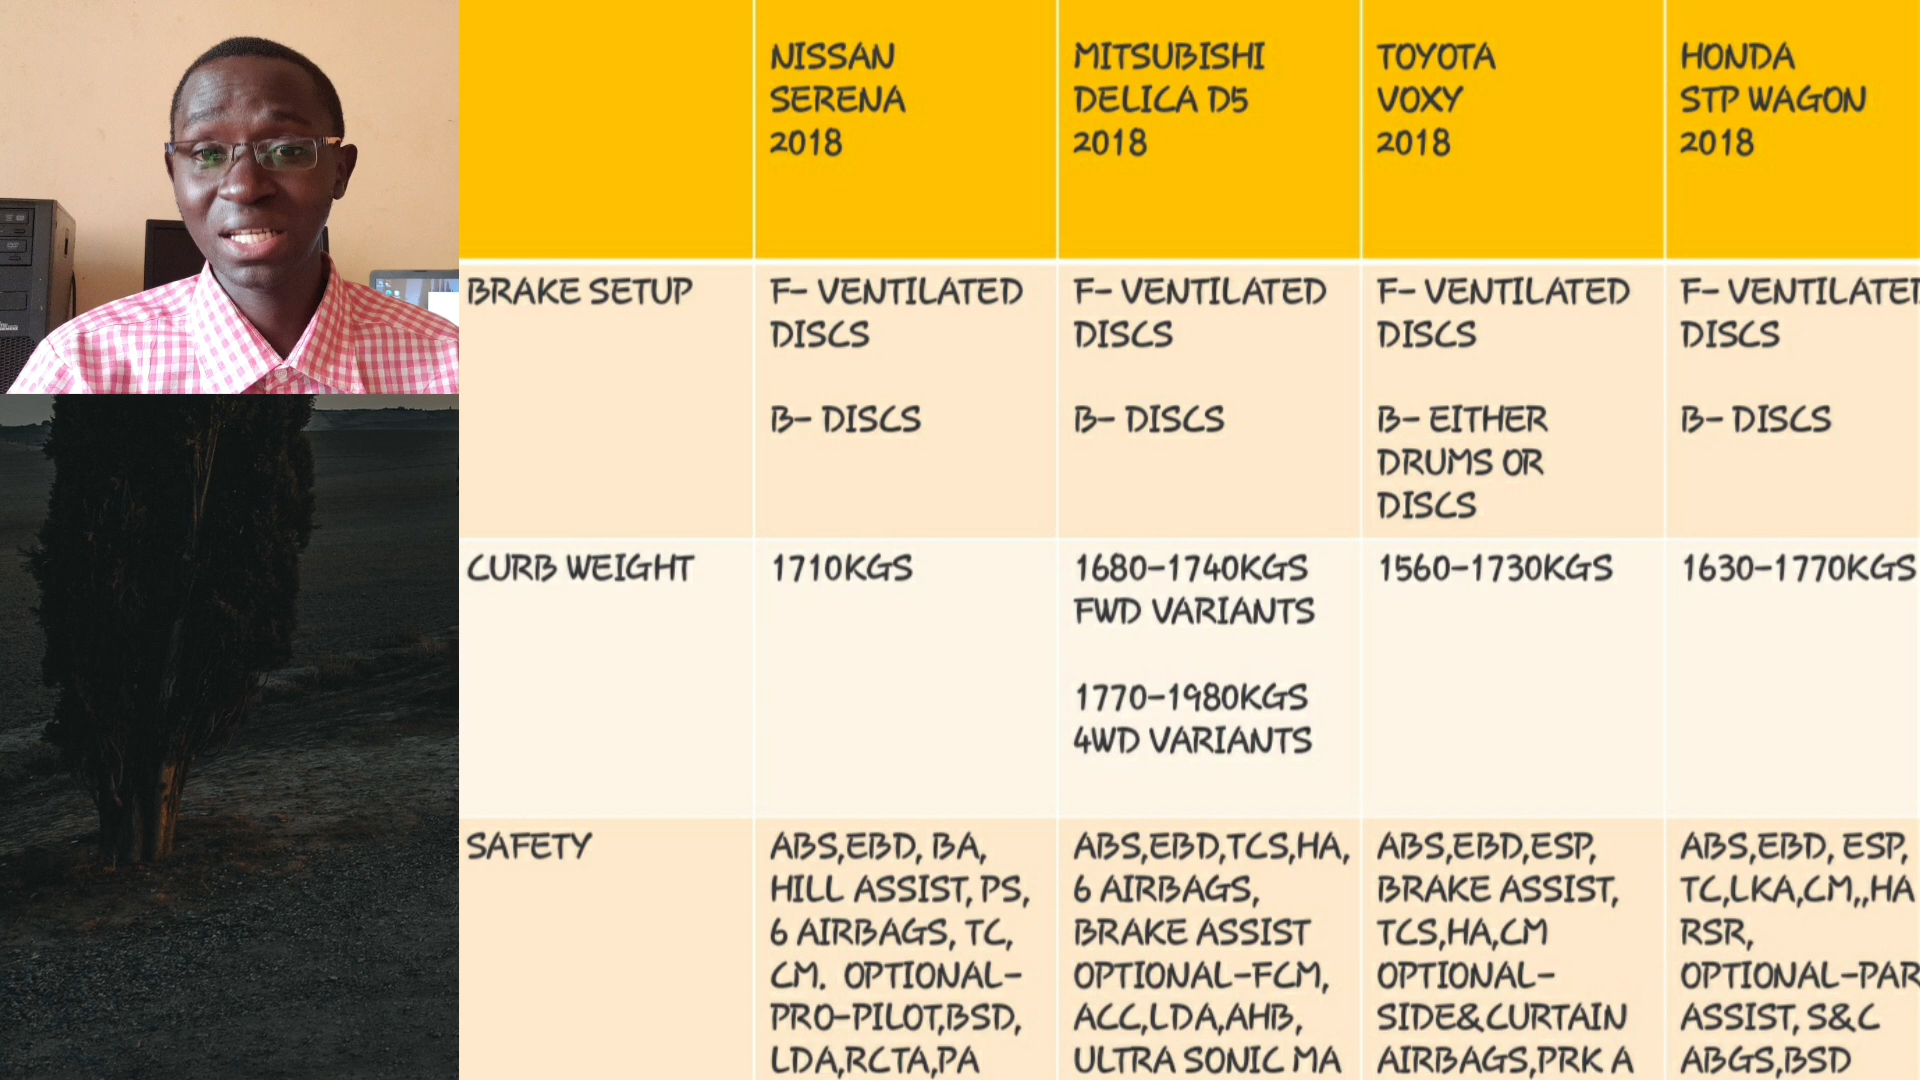 NISSAN
SERENA
2018
MITSUBISHI
DELICA D5
2018
TOYOTA
VOXY
2018
HONDA
STP WAGON
2018
BRAKE SETUP
F- VENTILATED
DISCS
B- DISCS
F- VENTILATED
DISCS
B- DISCS
F- VENTILATED
DISCS
B- EITHER
DRUMS OR
DISCS
F- VENTILATED
DISCS
B- DISCS
CURB WEIGHT
1710KGS
1680-1740KGS
FWD VARIANTS
1770-1980KGS
4WD VARIANTS
1560-1730KGS
1630-1770KGS
SAFETY
ABS,EBD, BA,
HILL ASSIST, PS,
6 AIRBAGS, TC,
CM. OPTIONAL-
PRO-PILOT,BSD,
LDA,RCTA,PA
ABS,EBD,TCS,HA,
6 AIRBAGS,
BRAKE ASSIST
OPTIONAL-FCM,
ACC,LDA,AHB,
ULTRA SONIC MA
ABS,EBD,ESP,
BRAKE ASSIST,
TCS,HA,CM
OPTIONAL-
SIDE&CURTAIN
AIRBAGS,PRK A
ABS,EBD, ESP,
TC,LKA,CM,,HA
RSR,
OPTIONAL-PAR
ASSIST, S&C
ABGS,BSD